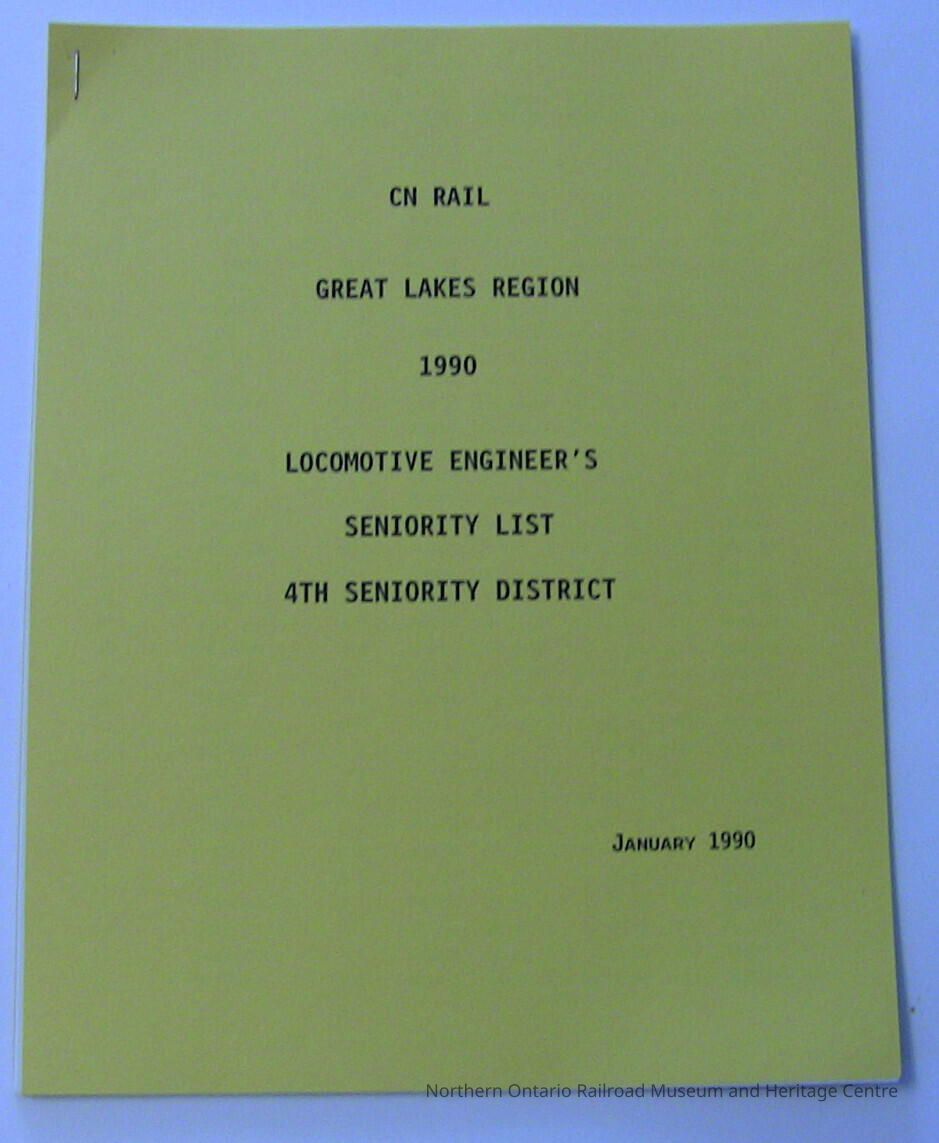 CN RAIL
GREAT LAKES REGION
1990
LOCOMOTIVE ENGINEER'S
SENIORITY LIST
4TH SENIORITY DISTRICT
JANUARY 1990
Northern Ontario Railroad Museum and Heritage Centre